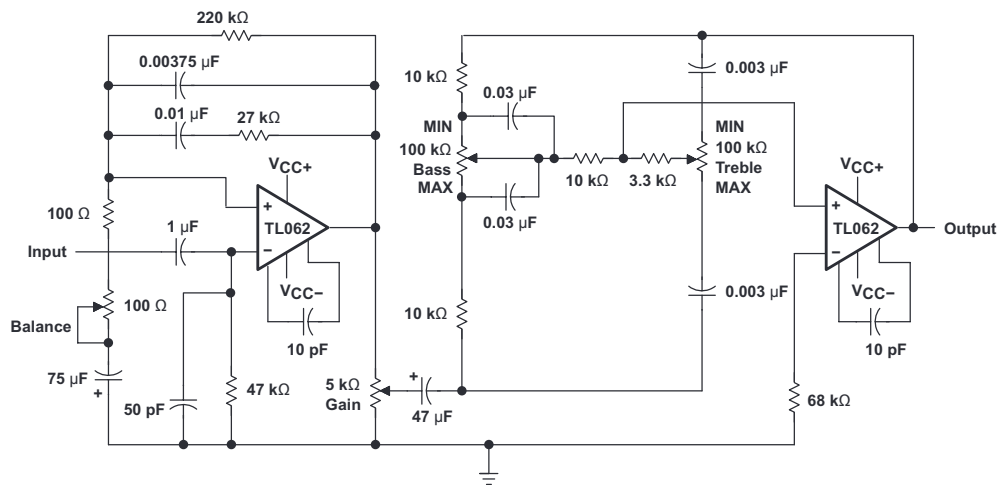 220 kΩ
0.00375 µF
0.01 µF
27 kΩ
VCC+
100 Ω
1 µF
+
TL062
−
Input
VCC−
100 Ω
Balance
10 pF
75 µF
+
50 pF
47 kΩ
5 kΩ
Gain
+
47 µF
10 kΩ
0.03 µF
MIN
100 kΩ
Bass
MAX
0.03 µF
10 kΩ
10 kΩ
3.3 kΩ
0.003 µF
MIN
100 kΩ
Treble
MAX
0.003 µF
VCC+
+
TL062
−
Output
VCC−
10 pF
68 kΩ